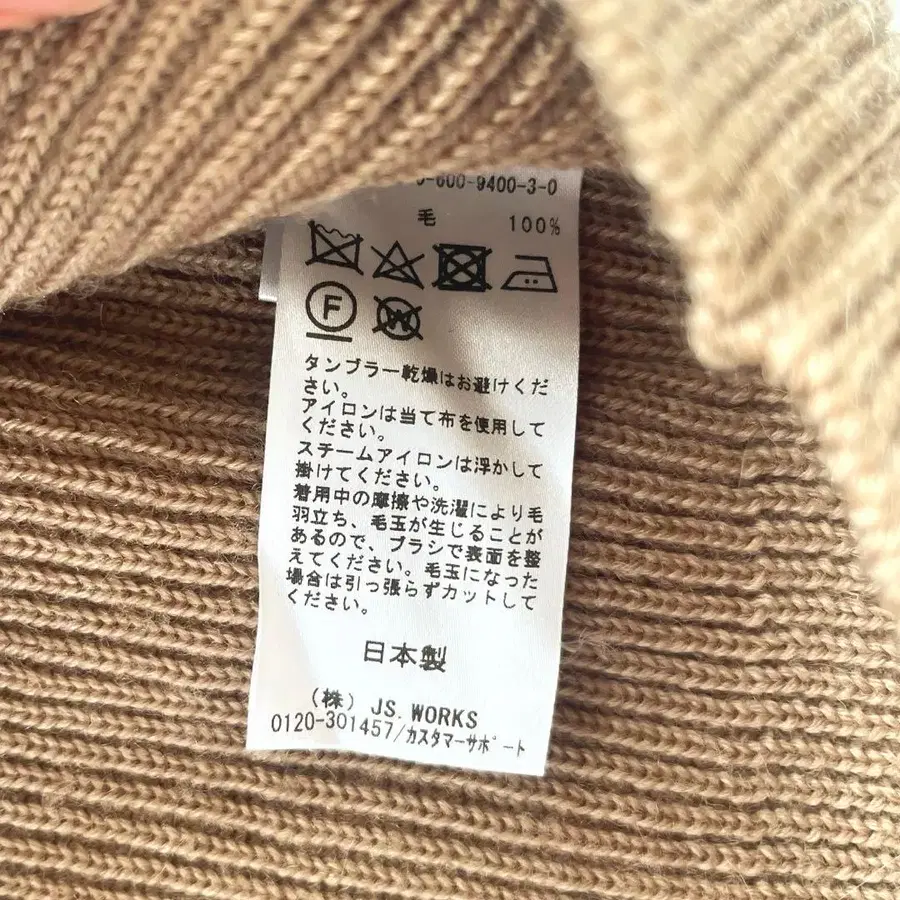 -600-9400-3-0
毛 100%
F
W
タンブラー乾燥はお避けくだ
さい。
アイロンは当て布を使用して
ください。
スチームアイロンは浮かして
掛けてください。
着用中の摩擦や洗濯により毛
羽立ち、毛玉が生じることが
あるので、ブラシで表面を整
えてください。毛玉になった
場合は引っ張らずカットして
ください。
日本製
(株) JS. WORKS
0120-301457/カスタマーサポート